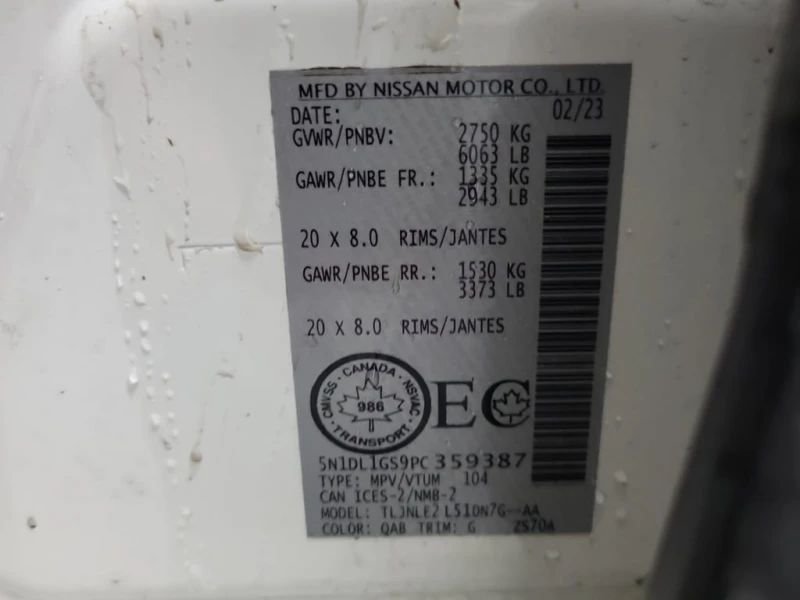 MFD BY NISSAN MOTOR CO., LTD.
DATE: 02/23
GVWR/PNBV: 2750 KG
6063 LB
GAWR/PNBE FR.: 1335 KG
2943 LB
20 X 8.0 RIMS/JANTES
GAWR/PNBE RR.: 1530 KG
3373 LB
20 X 8.0 RIMS/JANTES
CMVSS · CANADA · NSVAC
986
TRANSPORT
EC
5N1DL1GS9PC359387
TYPE: MPV/VTUM 104
CAN ICES-2/NMB-2
MODEL: L51DN7G--AA
COLOR: QAB TRIM: G ZS70A